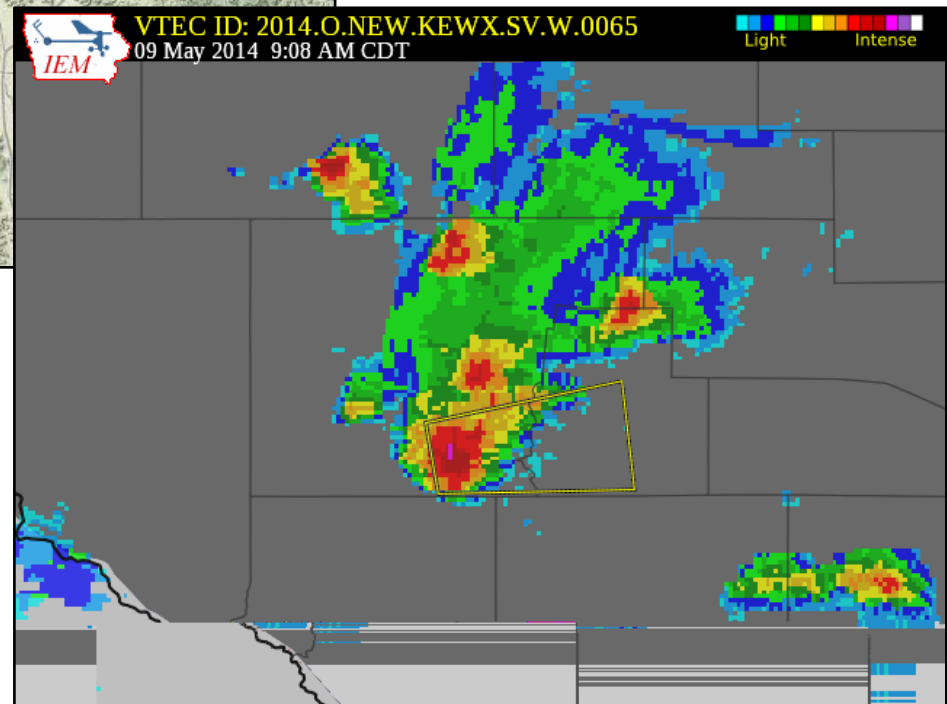 VTEC ID: 2014.O.NEW.KEWX.SV.W.0065
IEM
09 May 2014 9:08 AM CDT
Light Intense